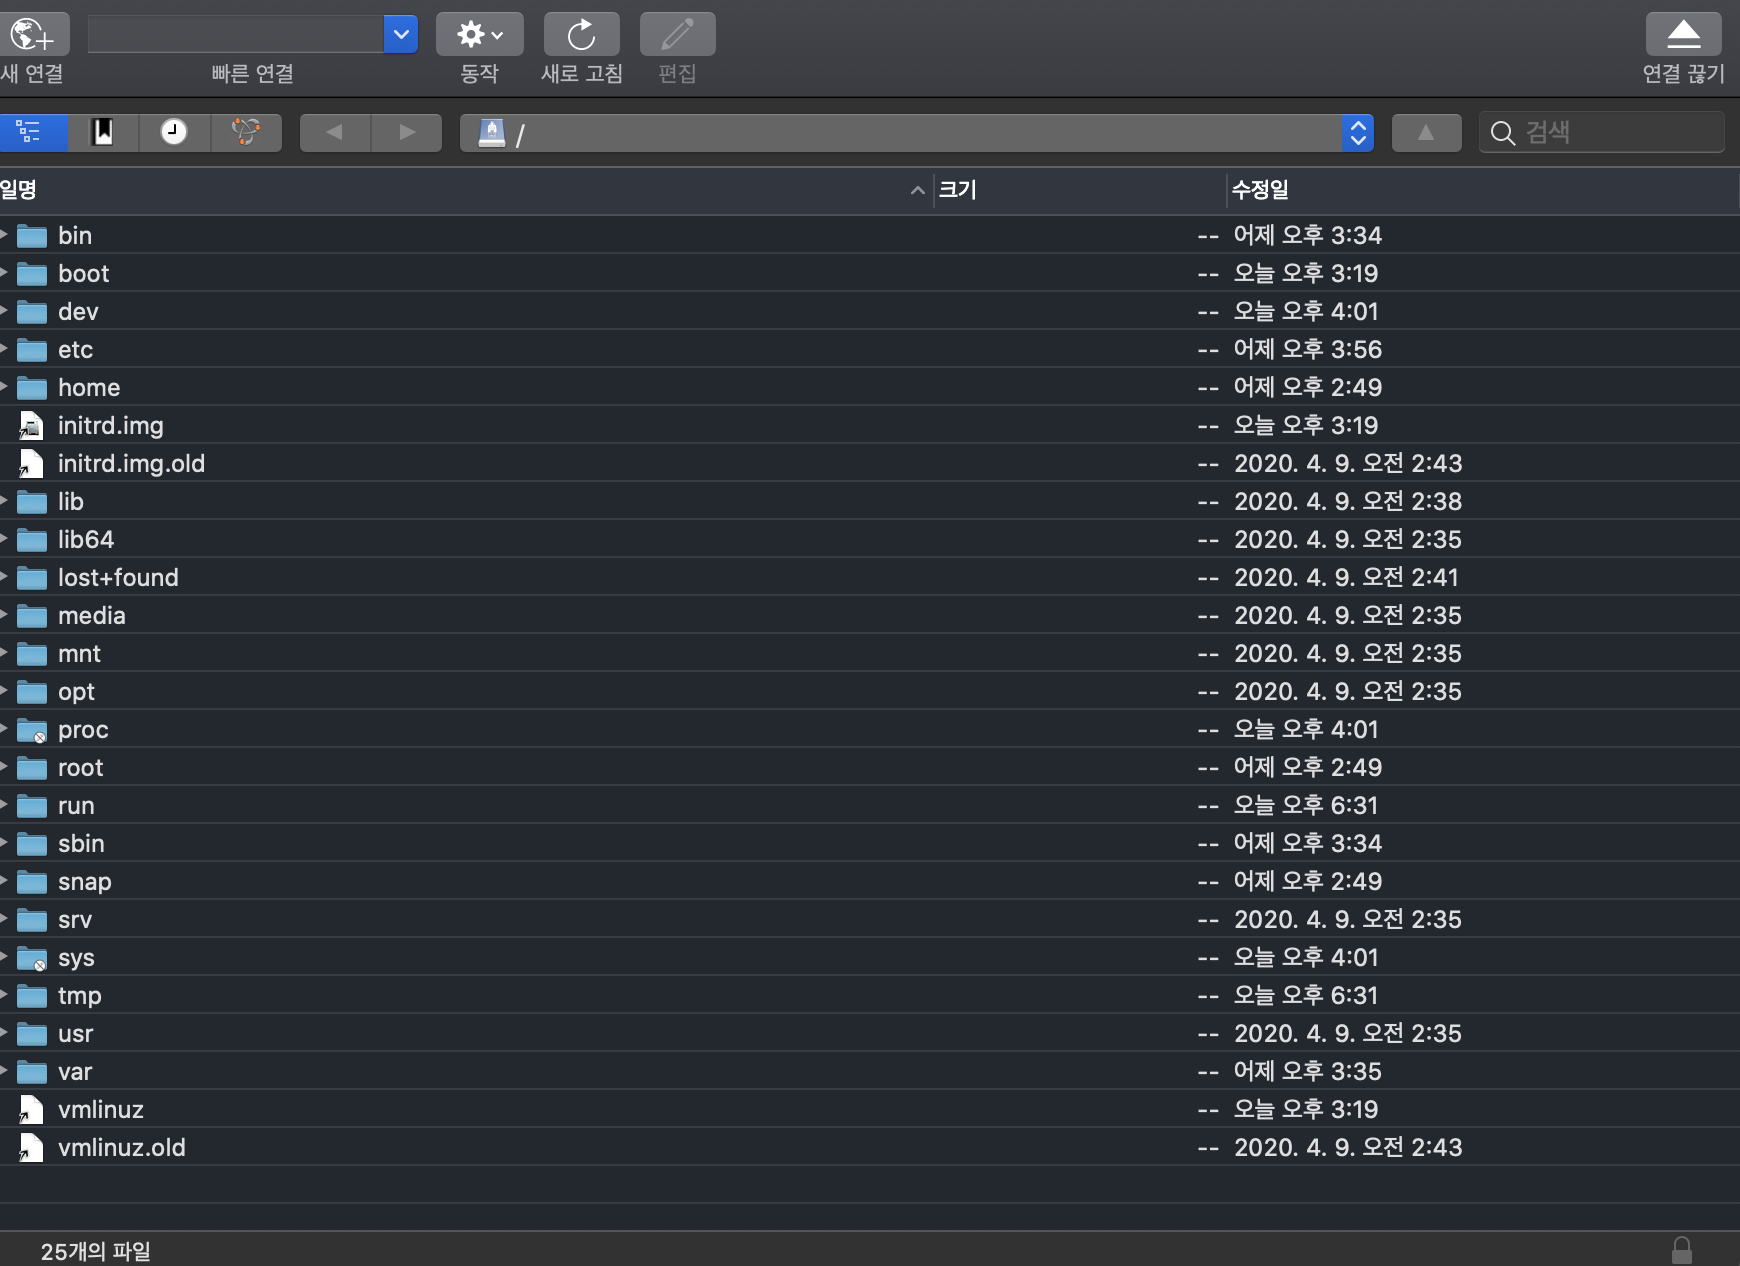 새 연결
빠른 연결
동작
새로 고침
편집
연결 끊기
/
검색
일명 크기 수정일
bin -- 어제 오후 3:34
boot -- 오늘 오후 3:19
dev -- 오늘 오후 4:01
etc -- 어제 오후 3:56
home -- 어제 오후 2:49
initrd.img -- 오늘 오후 3:19
initrd.img.old -- 2020. 4. 9. 오전 2:43
lib -- 2020. 4. 9. 오전 2:38
lib64 -- 2020. 4. 9. 오전 2:35
lost+found -- 2020. 4. 9. 오전 2:41
media -- 2020. 4. 9. 오전 2:35
mnt -- 2020. 4. 9. 오전 2:35
opt -- 2020. 4. 9. 오전 2:35
proc -- 오늘 오후 4:01
root -- 어제 오후 2:49
run -- 오늘 오후 6:31
sbin -- 어제 오후 3:34
snap -- 어제 오후 2:49
srv -- 2020. 4. 9. 오전 2:35
sys -- 오늘 오후 4:01
tmp -- 오늘 오후 6:31
usr -- 2020. 4. 9. 오전 2:35
var -- 어제 오후 3:35
vmlinuz -- 오늘 오후 3:19
vmlinuz.old -- 2020. 4. 9. 오전 2:43
25개의 파일